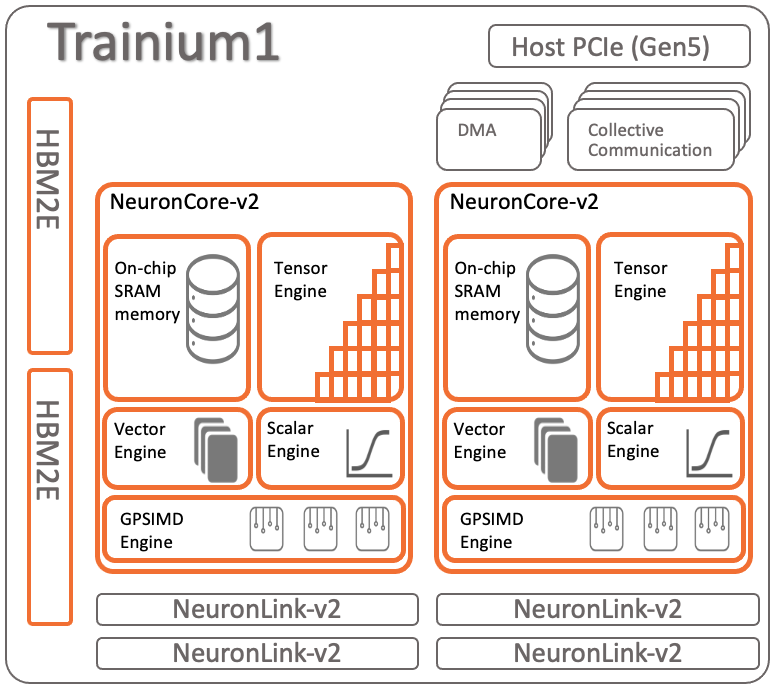 Trainium1
Host PCIe (Gen5)
DMA
Collective
Communication
HBM2E
HBM2E
NeuronCore-v2
On-chip
SRAM
memory
Tensor
Engine
Vector
Engine
Scalar
Engine
GPSIMD
Engine
NeuronCore-v2
On-chip
SRAM
memory
Tensor
Engine
Vector
Engine
Scalar
Engine
GPSIMD
Engine
NeuronLink-v2
NeuronLink-v2
NeuronLink-v2
NeuronLink-v2